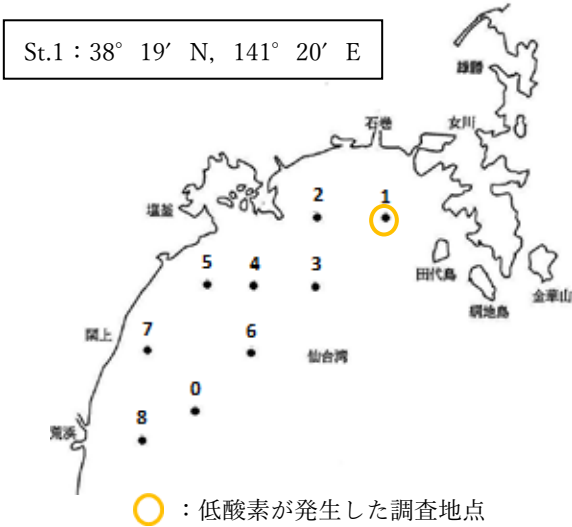 St.1：38° 19′ N, 141° 20′ E
雄勝
石巻
女川
2
1
塩釜
5
4
3
田代島
網地島
金華山
7
閖上
6
仙台湾
0
8
荒浜
：低酸素が発生した調査地点